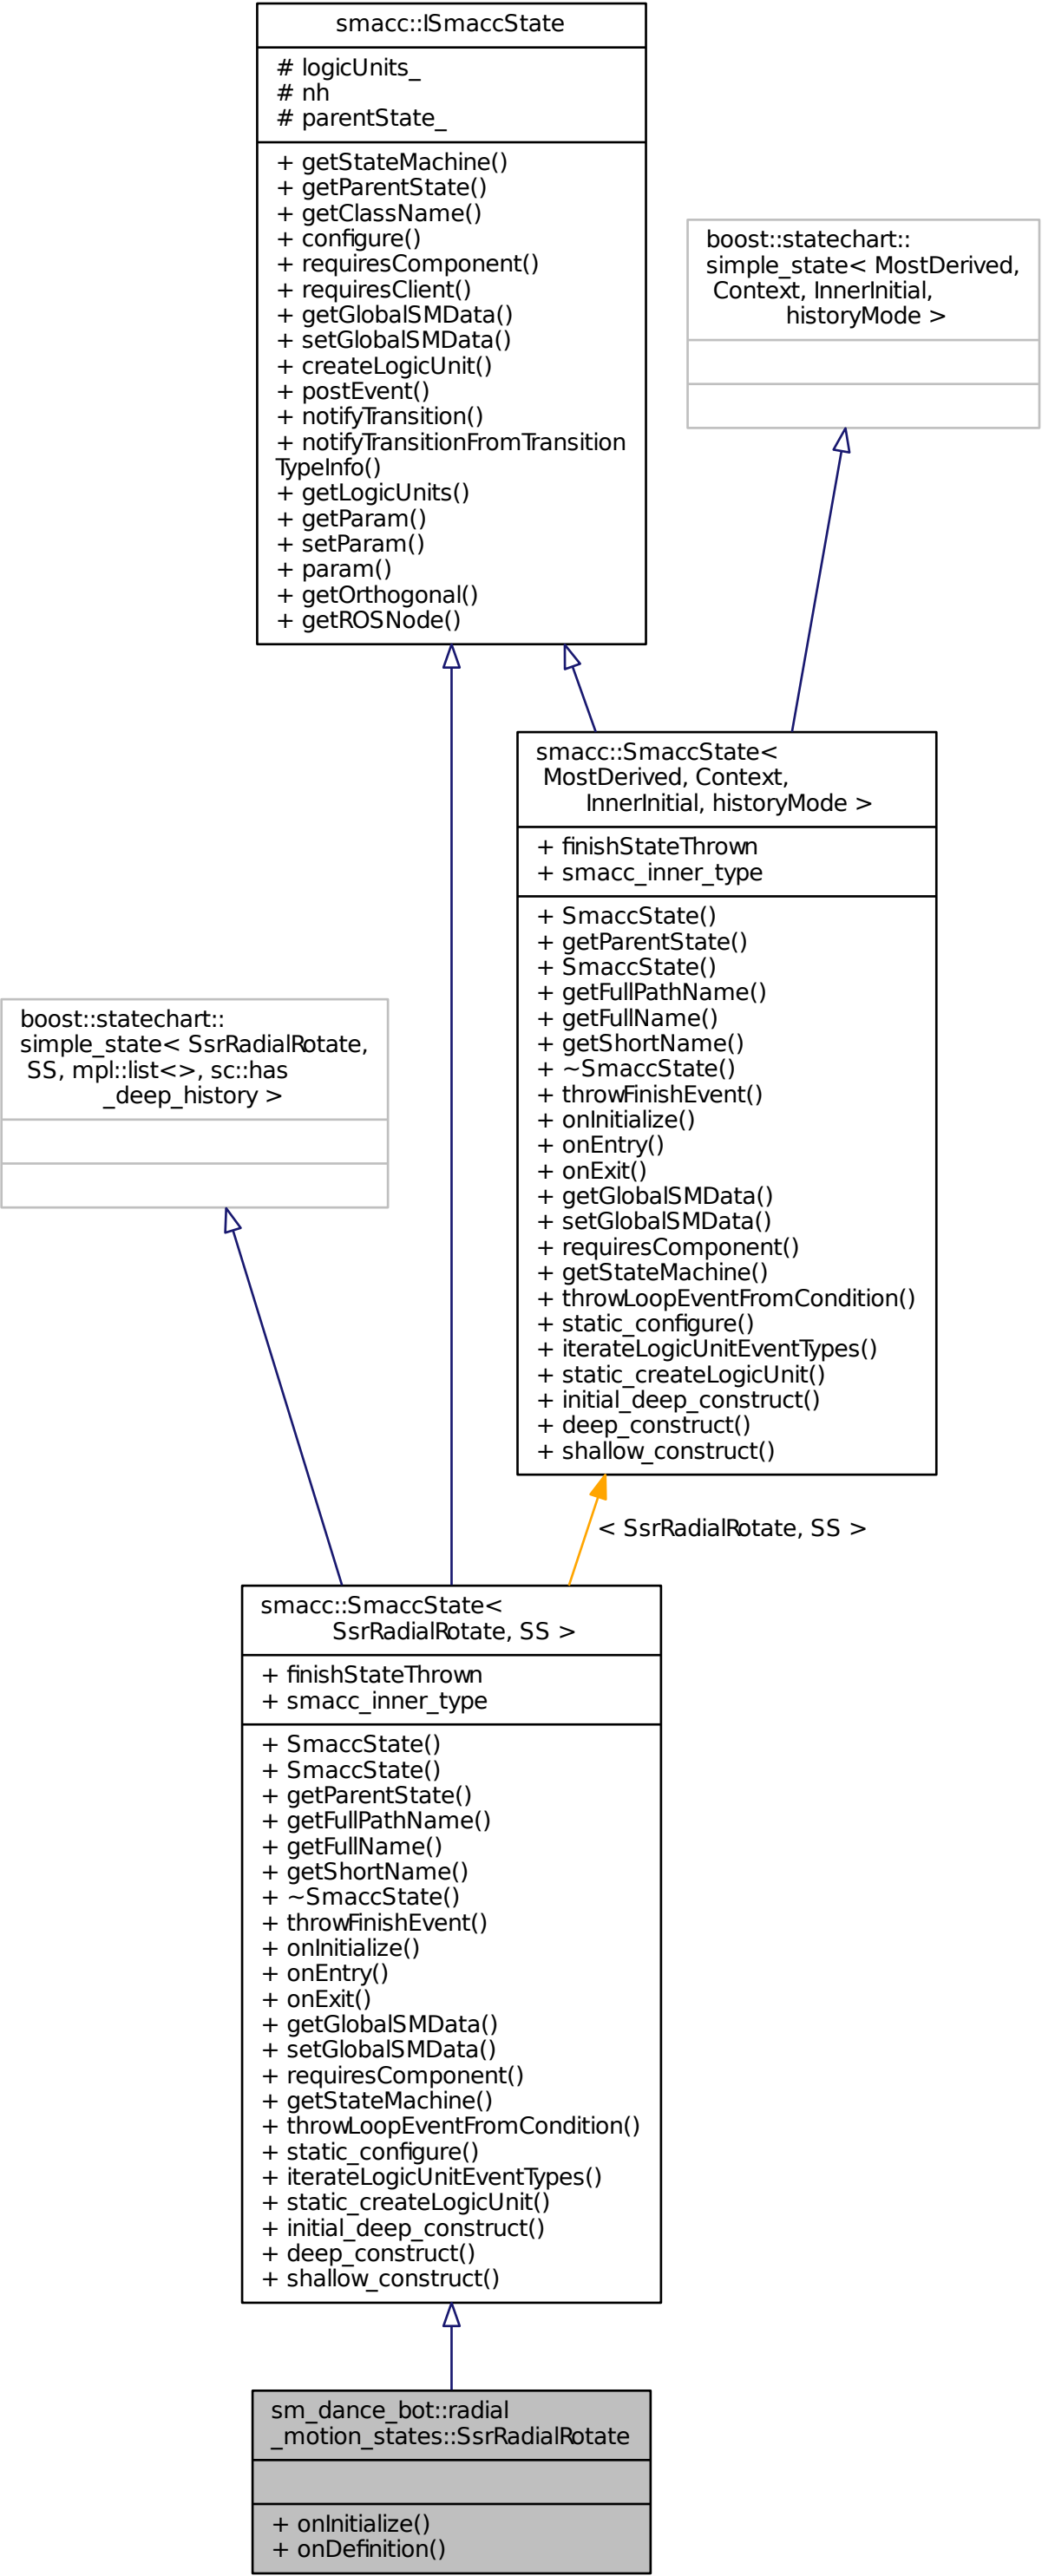 smacc::ISmaccState
# logicUnits_
# nh
# parentState_
+ getStateMachine()
+ getParentState()
+ getClassName()
+ configure()
+ requiresComponent()
+ requiresClient()
+ getGlobalSMData()
+ setGlobalSMData()
+ createLogicUnit()
+ postEvent()
+ notifyTransition()
+ notifyTransitionFromTransition
TypeInfo()
+ getLogicUnits()
+ getParam()
+ setParam()
+ param()
+ getOrthogonal()
+ getROSNode()
boost::statechart::
simple_state< MostDerived,
Context, InnerInitial,
historyMode >
smacc::SmaccState<
MostDerived, Context,
InnerInitial, historyMode >
+ finishStateThrown
+ smacc_inner_type
+ SmaccState()
+ getParentState()
+ SmaccState()
+ getFullPathName()
+ getFullName()
+ getShortName()
+ ~SmaccState()
+ throwFinishEvent()
+ onInitialize()
+ onEntry()
+ onExit()
+ getGlobalSMData()
+ setGlobalSMData()
+ requiresComponent()
+ getStateMachine()
+ throwLoopEventFromCondition()
+ static_configure()
+ iterateLogicUnitEventTypes()
+ static_createLogicUnit()
+ initial_deep_construct()
+ deep_construct()
+ shallow_construct()
boost::statechart::
simple_state< SsrRadialRotate,
SS, mpl::list<>, sc::has
_deep_history >
< SsrRadialRotate, SS >
smacc::SmaccState<
SsrRadialRotate, SS >
+ finishStateThrown
+ smacc_inner_type
+ SmaccState()
+ SmaccState()
+ getParentState()
+ getFullPathName()
+ getFullName()
+ getShortName()
+ ~SmaccState()
+ throwFinishEvent()
+ onInitialize()
+ onEntry()
+ onExit()
+ getGlobalSMData()
+ setGlobalSMData()
+ requiresComponent()
+ getStateMachine()
+ throwLoopEventFromCondition()
+ static_configure()
+ iterateLogicUnitEventTypes()
+ static_createLogicUnit()
+ initial_deep_construct()
+ deep_construct()
+ shallow_construct()
sm_dance_bot::radial
_motion_states::SsrRadialRotate
+ onInitialize()
+ onDefinition()